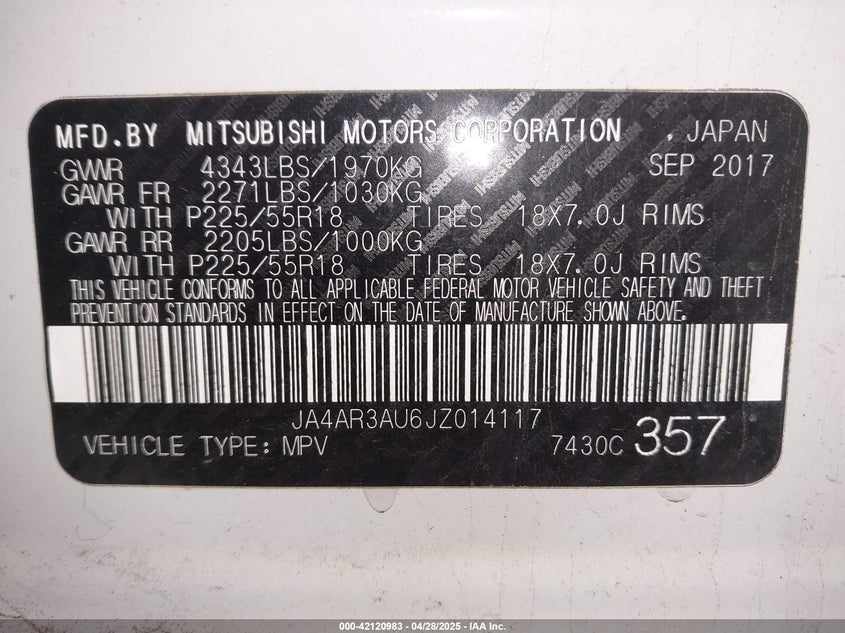 MFD.BY MITSUBISHI MOTORS CORPORATION , JAPAN
GVWR 4343LBS/1970KG SEP 2017
GAWR FR 2271LBS/1030KG
WITH P225/55R18 TIRES 18X7.0J RIMS
GAWR RR 2205LBS/1000KG
WITH P225/55R18 TIRES 18X7.0J RIMS
THIS VEHICLE CONFORMS TO ALL APPLICABLE FEDERAL MOTOR VEHICLE SAFETY AND THEFT
PREVENTION STANDARDS IN EFFECT ON THE DATE OF MANUFACTURE SHOWN ABOVE.
JA4AR3AU6JZ014117
VEHICLE TYPE: MPV 7430C 357
000-42120983 / 04/28/2025 - IAA Inc.